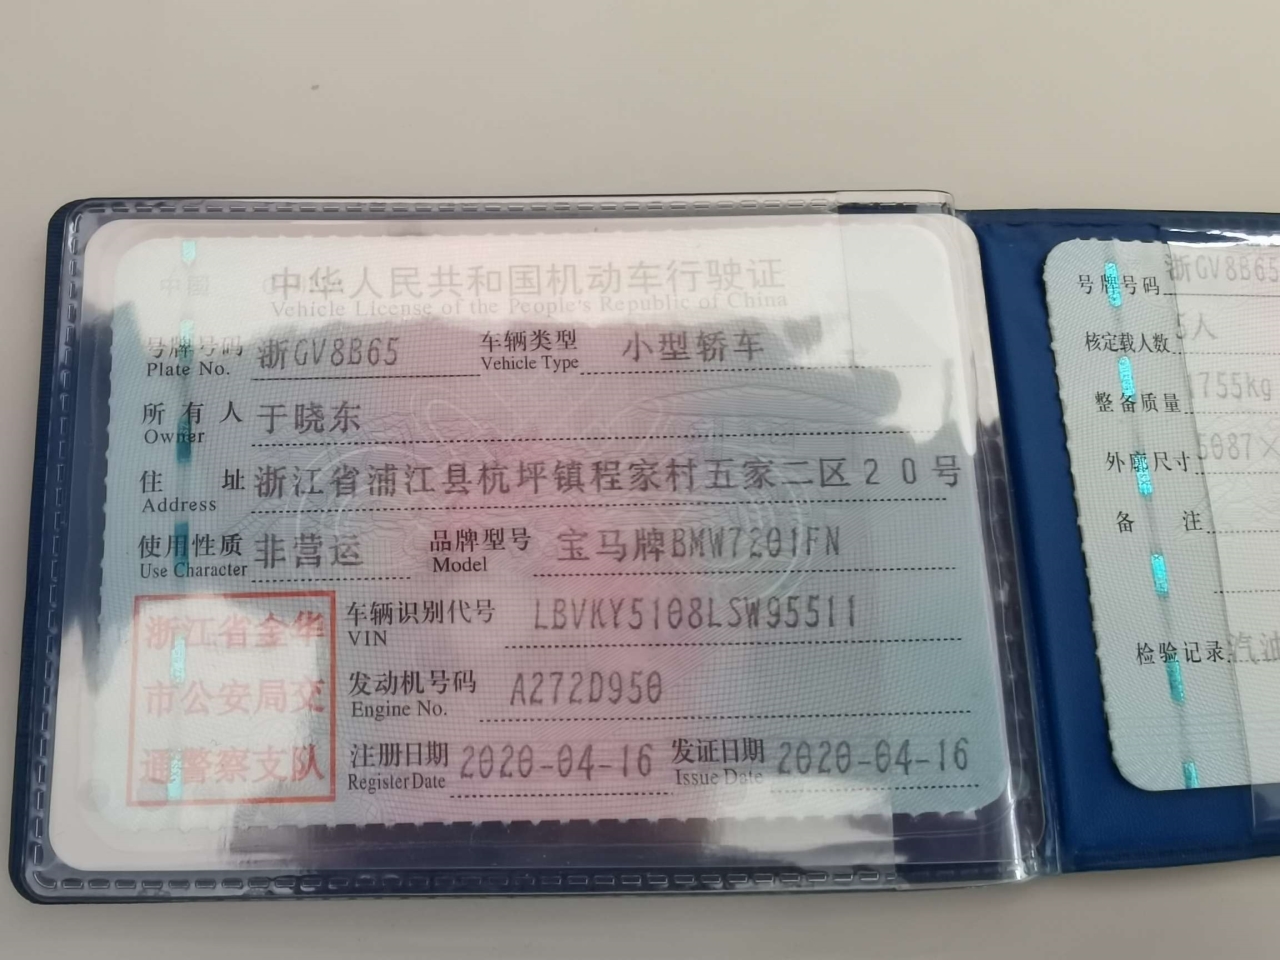 中华人民共和国机动车行驶证
Vehicle License of the People's Republic of China
号牌号码 浙GV8B65 车辆类型 小型轿车
Plate No. Vehicle Type
所有人 于晓东
Owner
住址 浙江省浦江县杭坪镇程家村五家二区20号
Address
使用性质 非营运 品牌型号 宝马牌BMW7201FN
Use Character Model
浙江省金华
市公安局交
通警察支队
车辆识别代号 LBVKY5108LSW95511
VIN
发动机号码 A272D950
Engine No.
注册日期 2020-04-16 发证日期 2020-04-16
Register Date Issue Date
号牌号码 浙GV8B65
核定载人数 5人
整备质量 1755kg
外廓尺寸 5087×
备注
检验记录 汽油